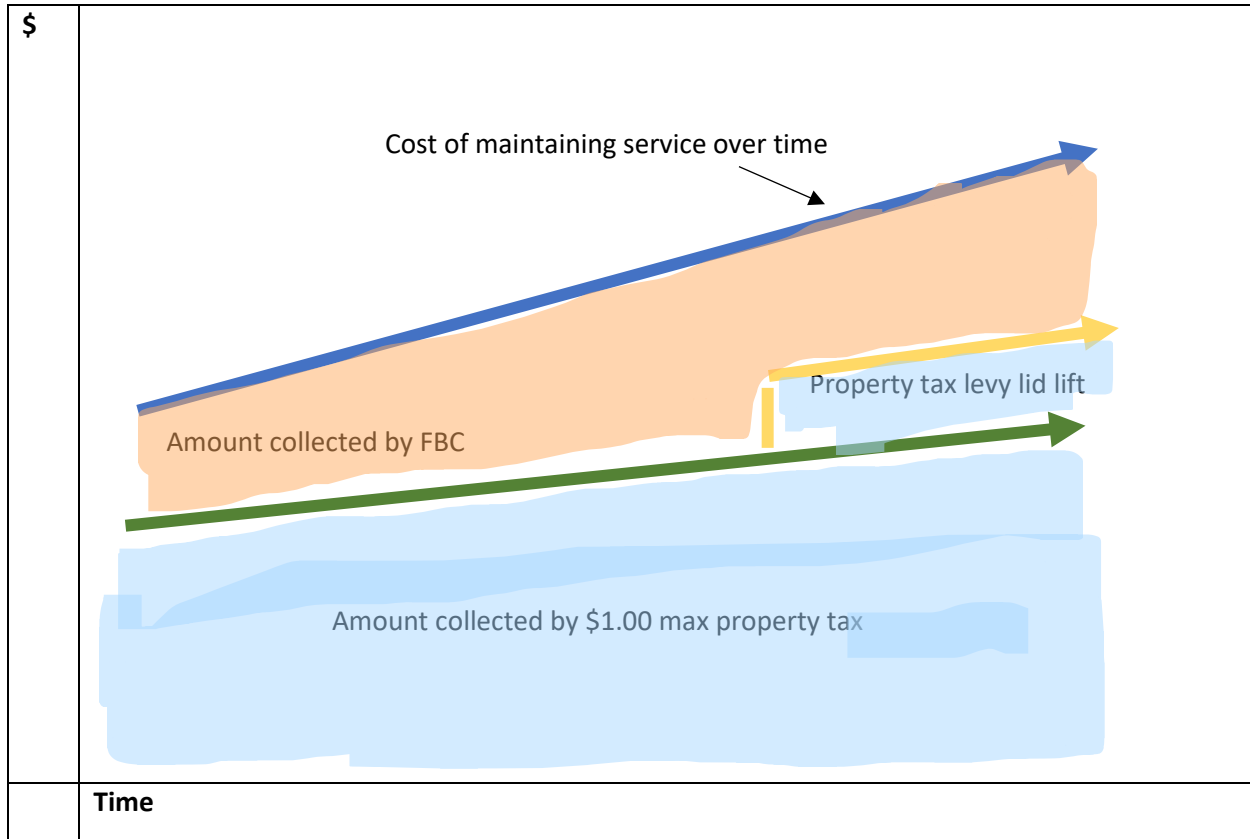 $
Cost of maintaining service over time
Property tax levy lid lift
Amount collected by FBC
Amount collected by $1.00 max property tax
Time